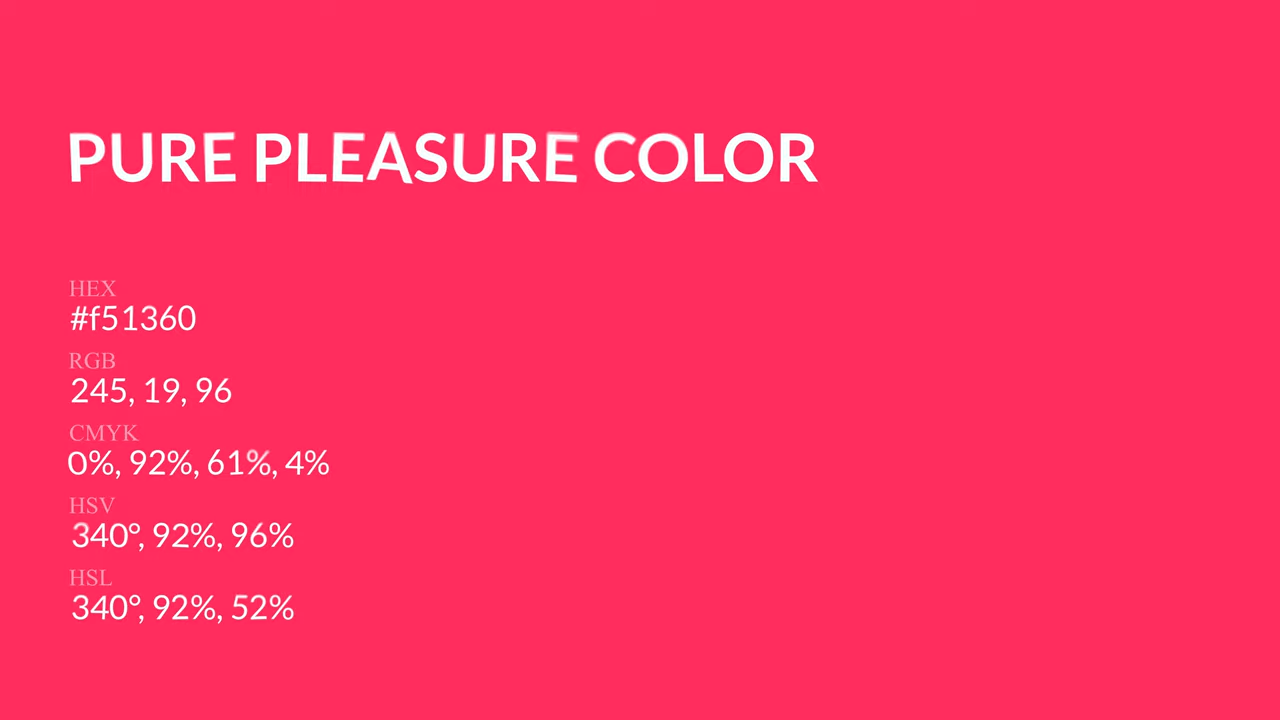 PURE PLEASURE COLOR
HEX
#f51360
RGB
245, 19, 96
CMYK
0%, 92%, 61%, 4%
HSV
340°, 92%, 96%
HSL
340°, 92%, 52%